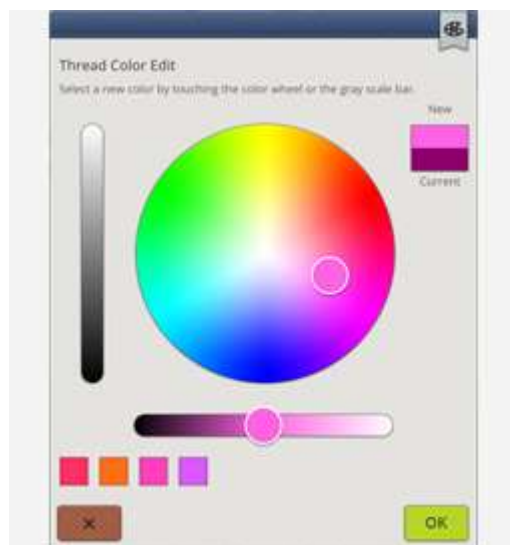 Thread Color Edit
Select a new color by touching the color wheel or the gray scale bar.
New
Current
OK